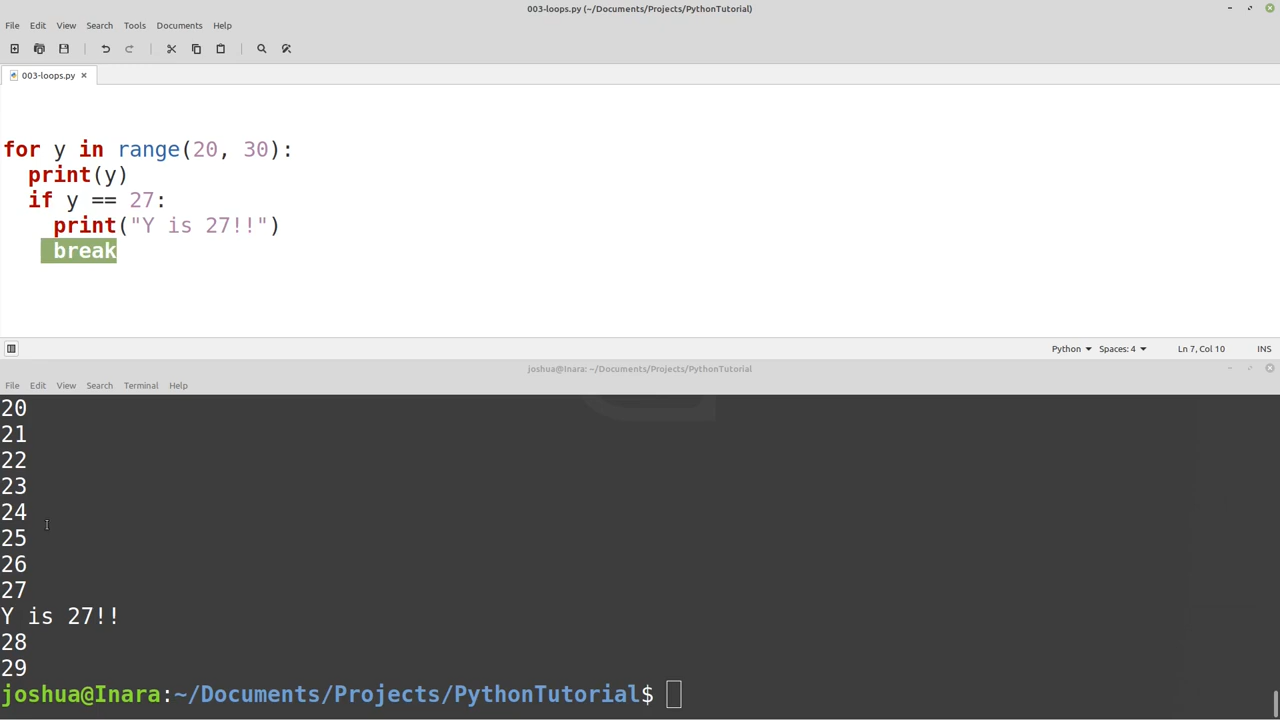 003-loops.py (~/Documents/Projects/PythonTutorial)
File Edit View Search Tools Documents Help
003-loops.py ×
for y in range(20, 30):
  print(y)
  if y == 27:
    print("Y is 27!!")
    break
Python Spaces: 4 Ln 7, Col 10 INS
joshua@Inara: ~/Documents/Projects/PythonTutorial
File Edit View Search Terminal Help
20
21
22
23
24
25
26
27
Y is 27!!
28
29
joshua@Inara:~/Documents/Projects/PythonTutorial$